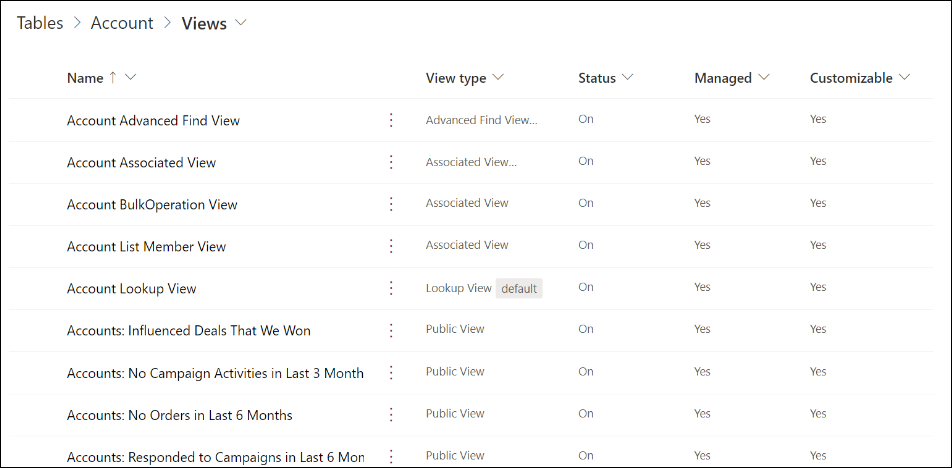 Tables > Account > Views
Name ↑ View type Status Managed Customizable
Account Advanced Find View Advanced Find View... On Yes Yes
Account Associated View Associated View... On Yes Yes
Account BulkOperation View Associated View On Yes Yes
Account List Member View Associated View On Yes Yes
Account Lookup View Lookup View default On Yes Yes
Accounts: Influenced Deals That We Won Public View On Yes Yes
Accounts: No Campaign Activities in Last 3 Month Public View On Yes Yes
Accounts: No Orders in Last 6 Months Public View On Yes Yes
Accounts: Responded to Campaigns in Last 6 Mon Public View On Yes Yes